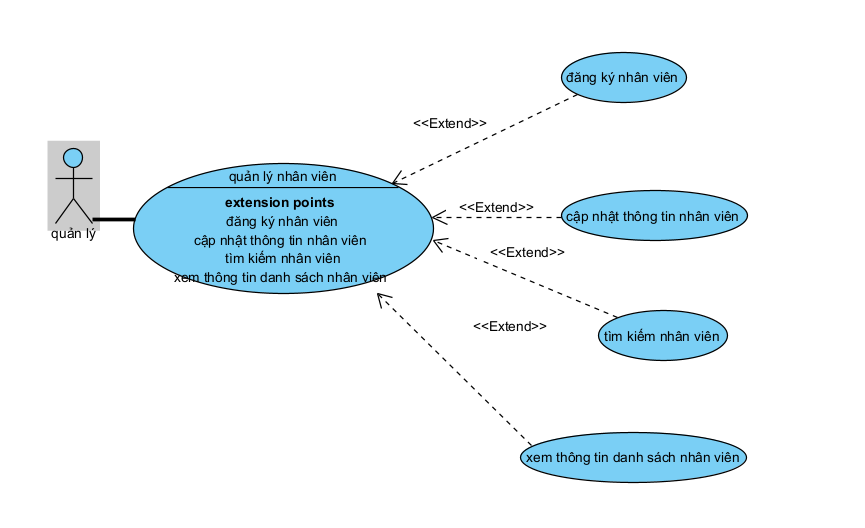 đăng ký nhân viên
<<Extend>>
quản lý nhân viên
extension points
đăng ký nhân viên
cập nhật thông tin nhân viên
tìm kiếm nhân viên
xem thông tin danh sách nhân viên
quản lý
<<Extend>>
cập nhật thông tin nhân viên
<<Extend>>
tìm kiếm nhân viên
<<Extend>>
xem thông tin danh sách nhân viên